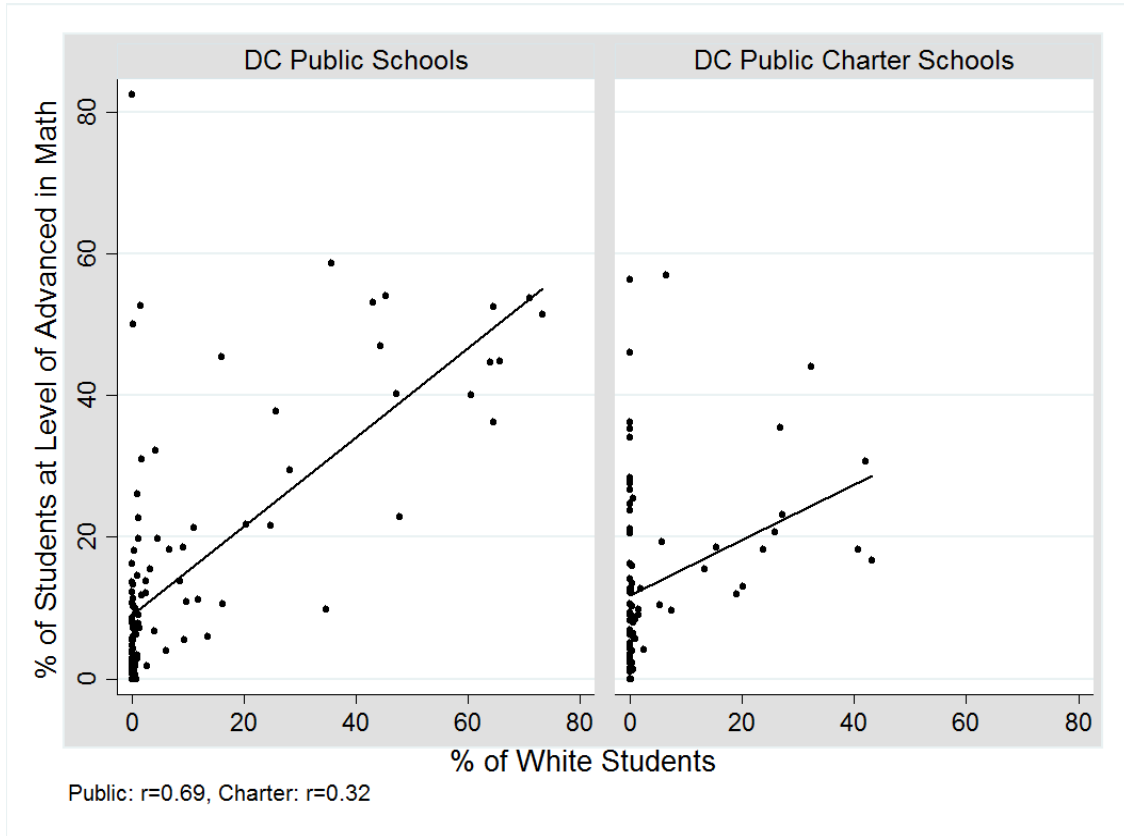 DC Public Schools
DC Public Charter Schools
% of Students at Level of Advanced in Math
80
60
40
20
0
0 20 40 60 80
0 20 40 60 80
% of White Students
Public: r=0.69, Charter: r=0.32